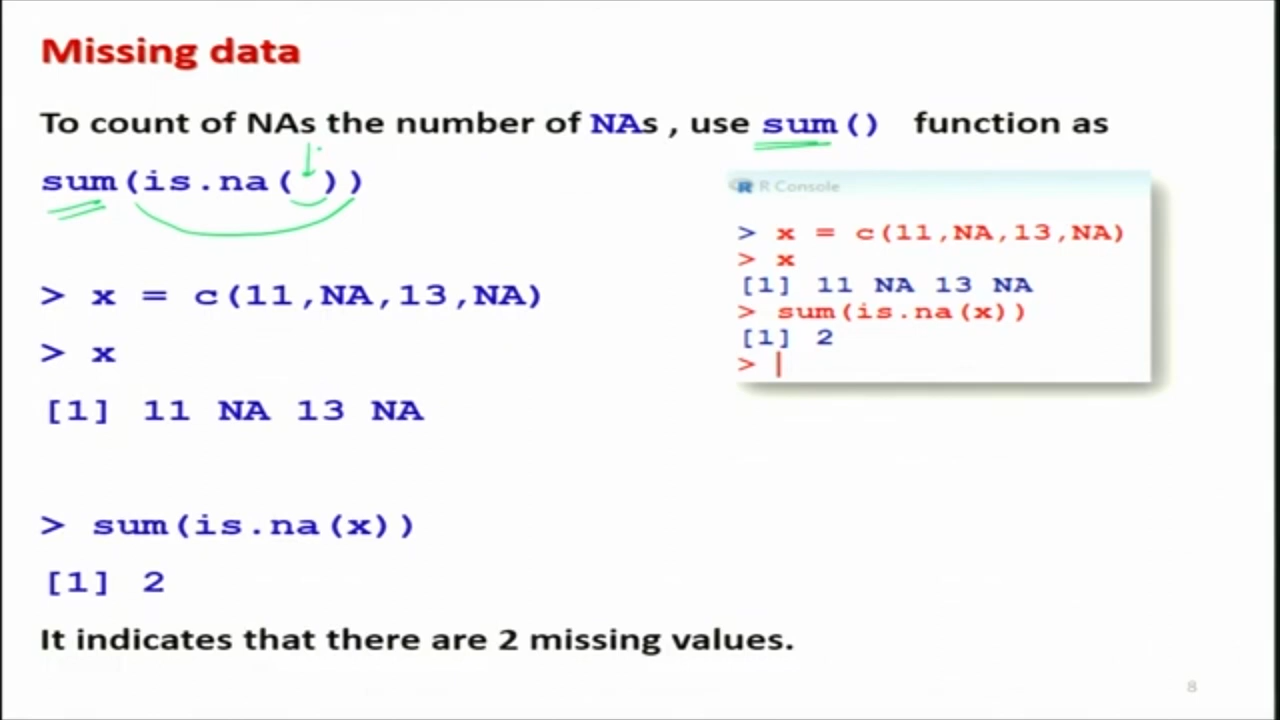 Missing data
To count of NAs the number of NAs , use sum() function as
sum(is.na( ))
> x = c(11,NA,13,NA)
> x
[1] 11 NA 13 NA
> sum(is.na(x))
[1] 2
It indicates that there are 2 missing values.
R Console
> x = c(11,NA,13,NA)
> x
[1] 11 NA 13 NA
> sum(is.na(x))
[1] 2
>
8